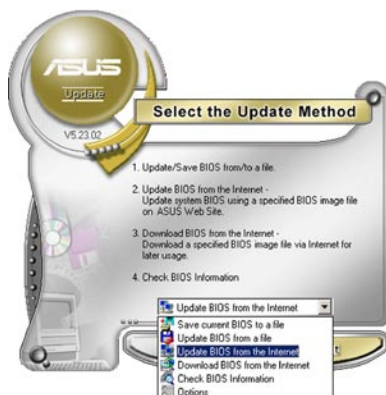 ASUS
Update
V5.23.02
Select the Update Method
1. Update/Save BIOS from/to a file.
2. Update BIOS from the Internet -
Update system BIOS using a specified BIOS image file
on ASUS Web Site.
3. Download BIOS from the Internet -
Download a specified BIOS image file via Internet for
later usage.
4. Check BIOS Information
Update BIOS from the Internet
Save current BIOS to a file
Update BIOS from a file
Update BIOS from the Internet
Download BIOS from the Internet
Check BIOS Information
Options